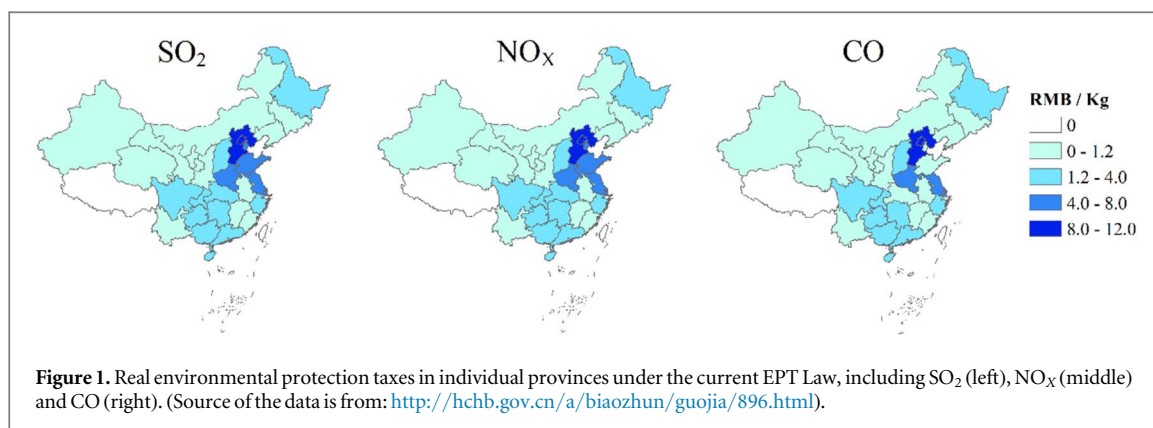 SO₂
NOₓ
CO
RMB / Kg
0
0 - 1.2
1.2 - 4.0
4.0 - 8.0
8.0 - 12.0
Figure 1. Real environmental protection taxes in individual provinces under the current EPT Law, including SO₂ (left), NOₓ (middle)
and CO (right). (Source of the data is from: http://hchb.gov.cn/a/biaozhun/guojia/896.html).